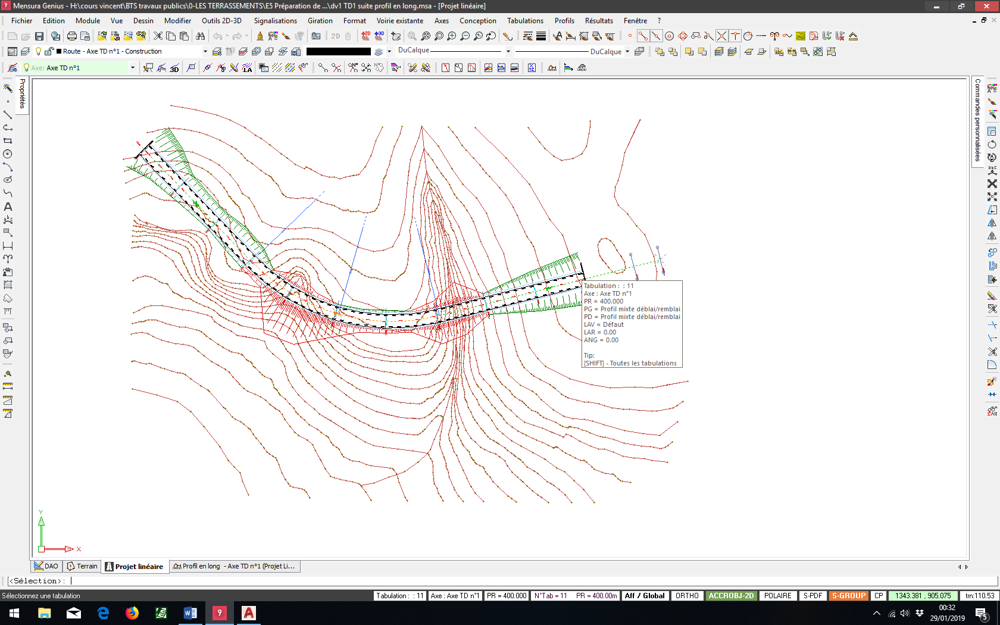 Mensura Genius - H:\cours vincent\BTS travaux publics\0-LES TERRASSEMENTS\E5 Préparation de ...\dv1 TD1 suite profil en long.msa - [Projet linéaire]
Fichier Edition Module Vue Dessin Modifier Outils 2D-3D Signalisations Giration Format Voirie existante Axes Conception Tabulations Profils Résultats Fenêtre ?
Aff 2D
Route - Axe TD n°1 - Construction DuCalque DuCalque
Axe: Axe TD n°1 3D
Propriétés
Commandes personnalisées
Tabulation : : 11
Axe : Axe TD n°1
PR = 400.000
PG = Profil mixte déblai/remblai
PD = Profil mixte déblai/remblai
LAV = Défaut
LAR = 0.00
ANG = 0.00
Tip:
[SHIFT] - Toutes les tabulations
Y
X
DAO Terrain Projet linéaire Profil en long - Axe TD n°1 (Projet Li...
<Sélection>:
Sélectionnez une tabulation Tabulation : : 11 Axe : Axe TD n°1 PR = 400.000 N°Tab = 11 PR = 400.00m Aff / Global ORTHO ACCROBJ-2D POLAIRE S-PDF S-GROUP CP 1343.381 , 905.075 trn:110.53
00:32
29/01/2019
5